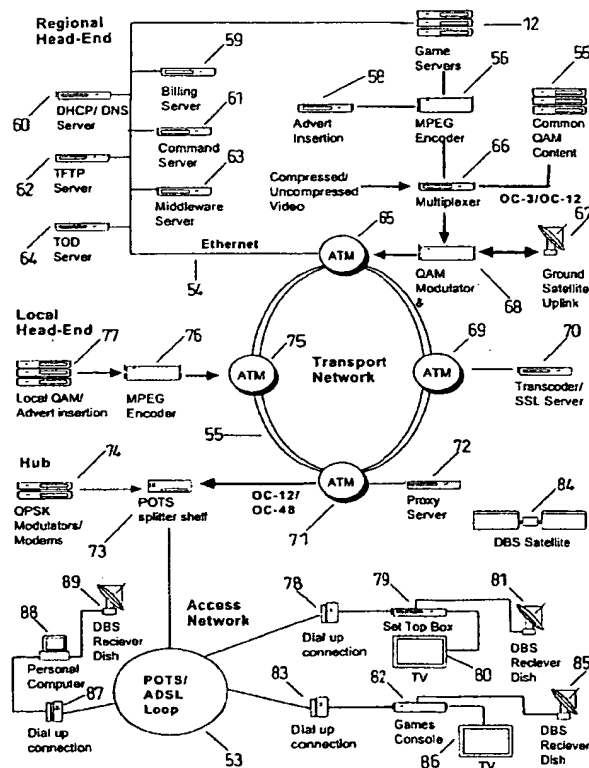 Regional
Head-End
59
12
60
DHCP/ DNS
Server
Billing
Server
61
Game
Servers
56
55
58
Advert
Insertion
MPEG
Encoder
Common
QAM
Content
62
TFTP
Server
Command
Server
63
66
Compressed/
Uncompressed
Video
Multiplexer
OC-3/OC-12
64
TOD
Server
Middleware
Server
65
67
Ethernet
54
ATM
QAM
Modulator
68
Ground
Satellite
Uplink
Local
Head-End
77
76
75
69
70
Local QAM/
Advert insertion
MPEG
Encoder
ATM
Transport
Network
ATM
Transcoder/
SSL Server
55
Hub
74
72
QPSK
Modulators/
Modems
73
POTS
splitter shelf
OC-12/
OC-48
ATM
71
Proxy
Server
84
DBS Satellite
89
88
DBS
Reciever
Dish
Personal
Computer
87
Dial up
connection
Access
Network
POTS/
ADSL
Loop
53
78
Dial up
connection
79
Set Top Box
TV
80
81
DBS
Reciever
Dish
83
Dial up
connection
82
Games
Console
86
TV
85
DBS
Reciever
Dish